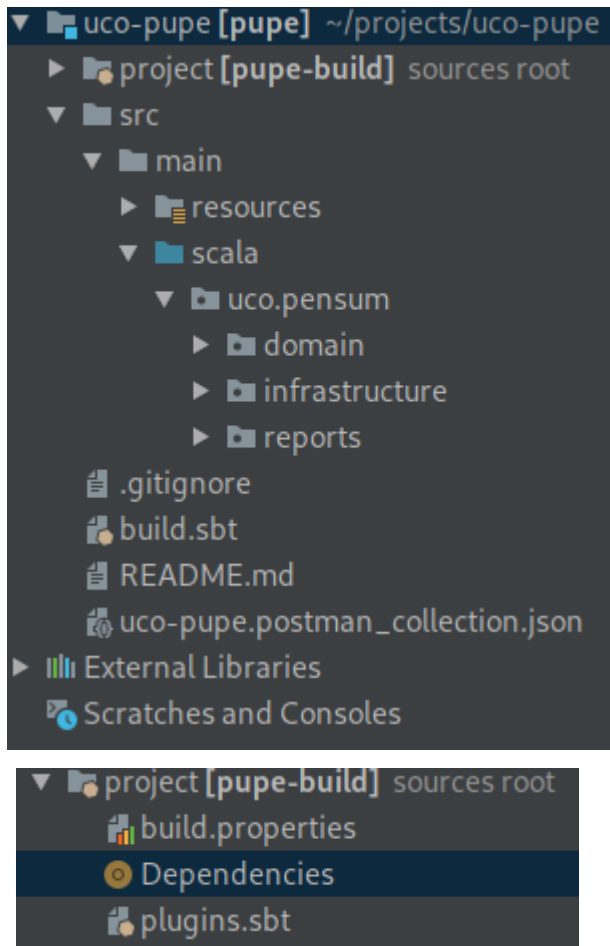 uco-pupe [pupe] ~/projects/uco-pupe
project [pupe-build] sources root
src
main
resources
scala
uco.pensum
domain
infrastructure
reports
.gitignore
build.sbt
README.md
uco-pupe.postman_collection.json
External Libraries
Scratches and Consoles
project [pupe-build] sources root
build.properties
Dependencies
plugins.sbt